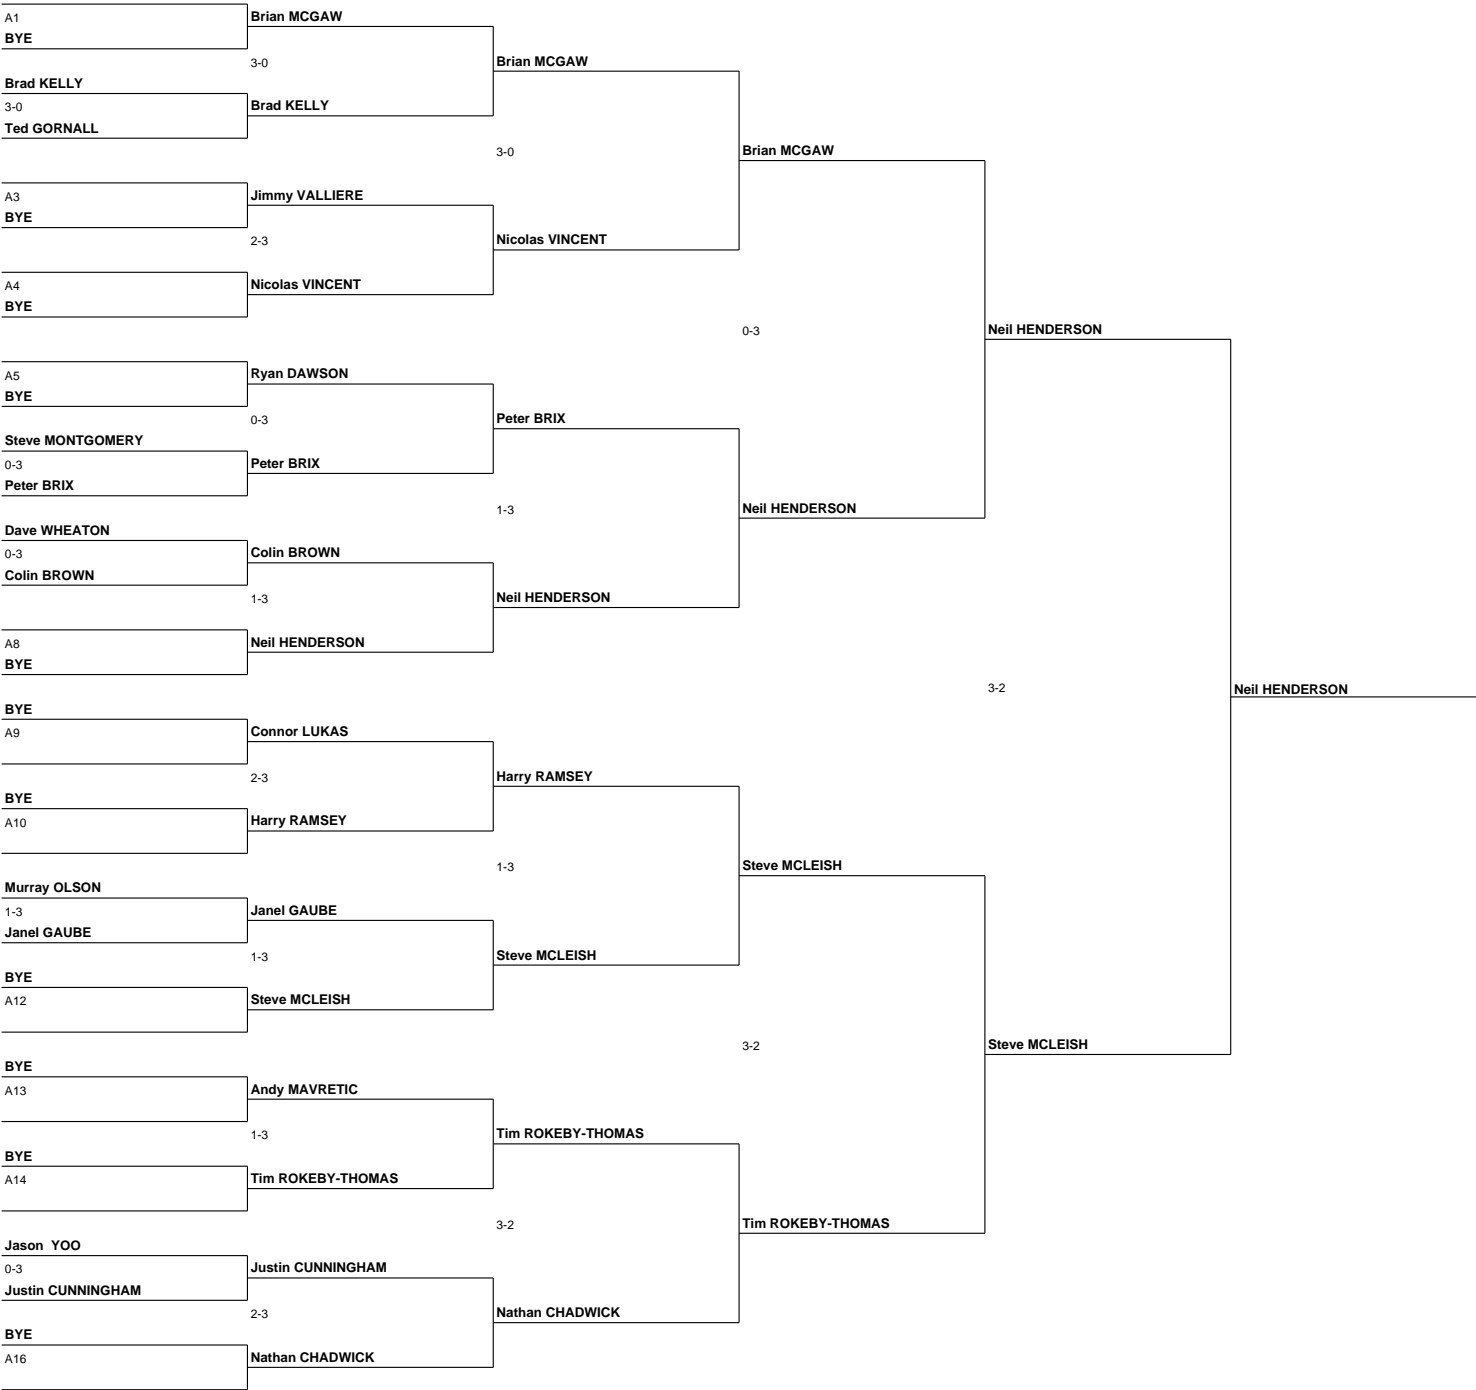 A1
BYE
Brian MCGAW
3-0
Brian MCGAW
Brad KELLY
3-0
Ted GORNALL
Brad KELLY
3-0
Brian MCGAW
A3
BYE
Jimmy VALLIERE
2-3
Nicolas VINCENT
A4
BYE
Nicolas VINCENT
0-3
Neil HENDERSON
A5
BYE
Ryan DAWSON
0-3
Peter BRIX
Steve MONTGOMERY
0-3
Peter BRIX
Peter BRIX
1-3
Neil HENDERSON
Dave WHEATON
0-3
Colin BROWN
Colin BROWN
1-3
Neil HENDERSON
A8
BYE
Neil HENDERSON
3-2
Neil HENDERSON
BYE
A9
Connor LUKAS
2-3
Harry RAMSEY
BYE
A10
Harry RAMSEY
1-3
Steve MCLEISH
Murray OLSON
1-3
Janel GAUBE
Janel GAUBE
1-3
Steve MCLEISH
BYE
A12
Steve MCLEISH
3-2
Steve MCLEISH
BYE
A13
Andy MAVRETIC
1-3
Tim ROKEBY-THOMAS
BYE
A14
Tim ROKEBY-THOMAS
3-2
Tim ROKEBY-THOMAS
Jason YOO
0-3
Justin CUNNINGHAM
Justin CUNNINGHAM
2-3
Nathan CHADWICK
BYE
A16
Nathan CHADWICK